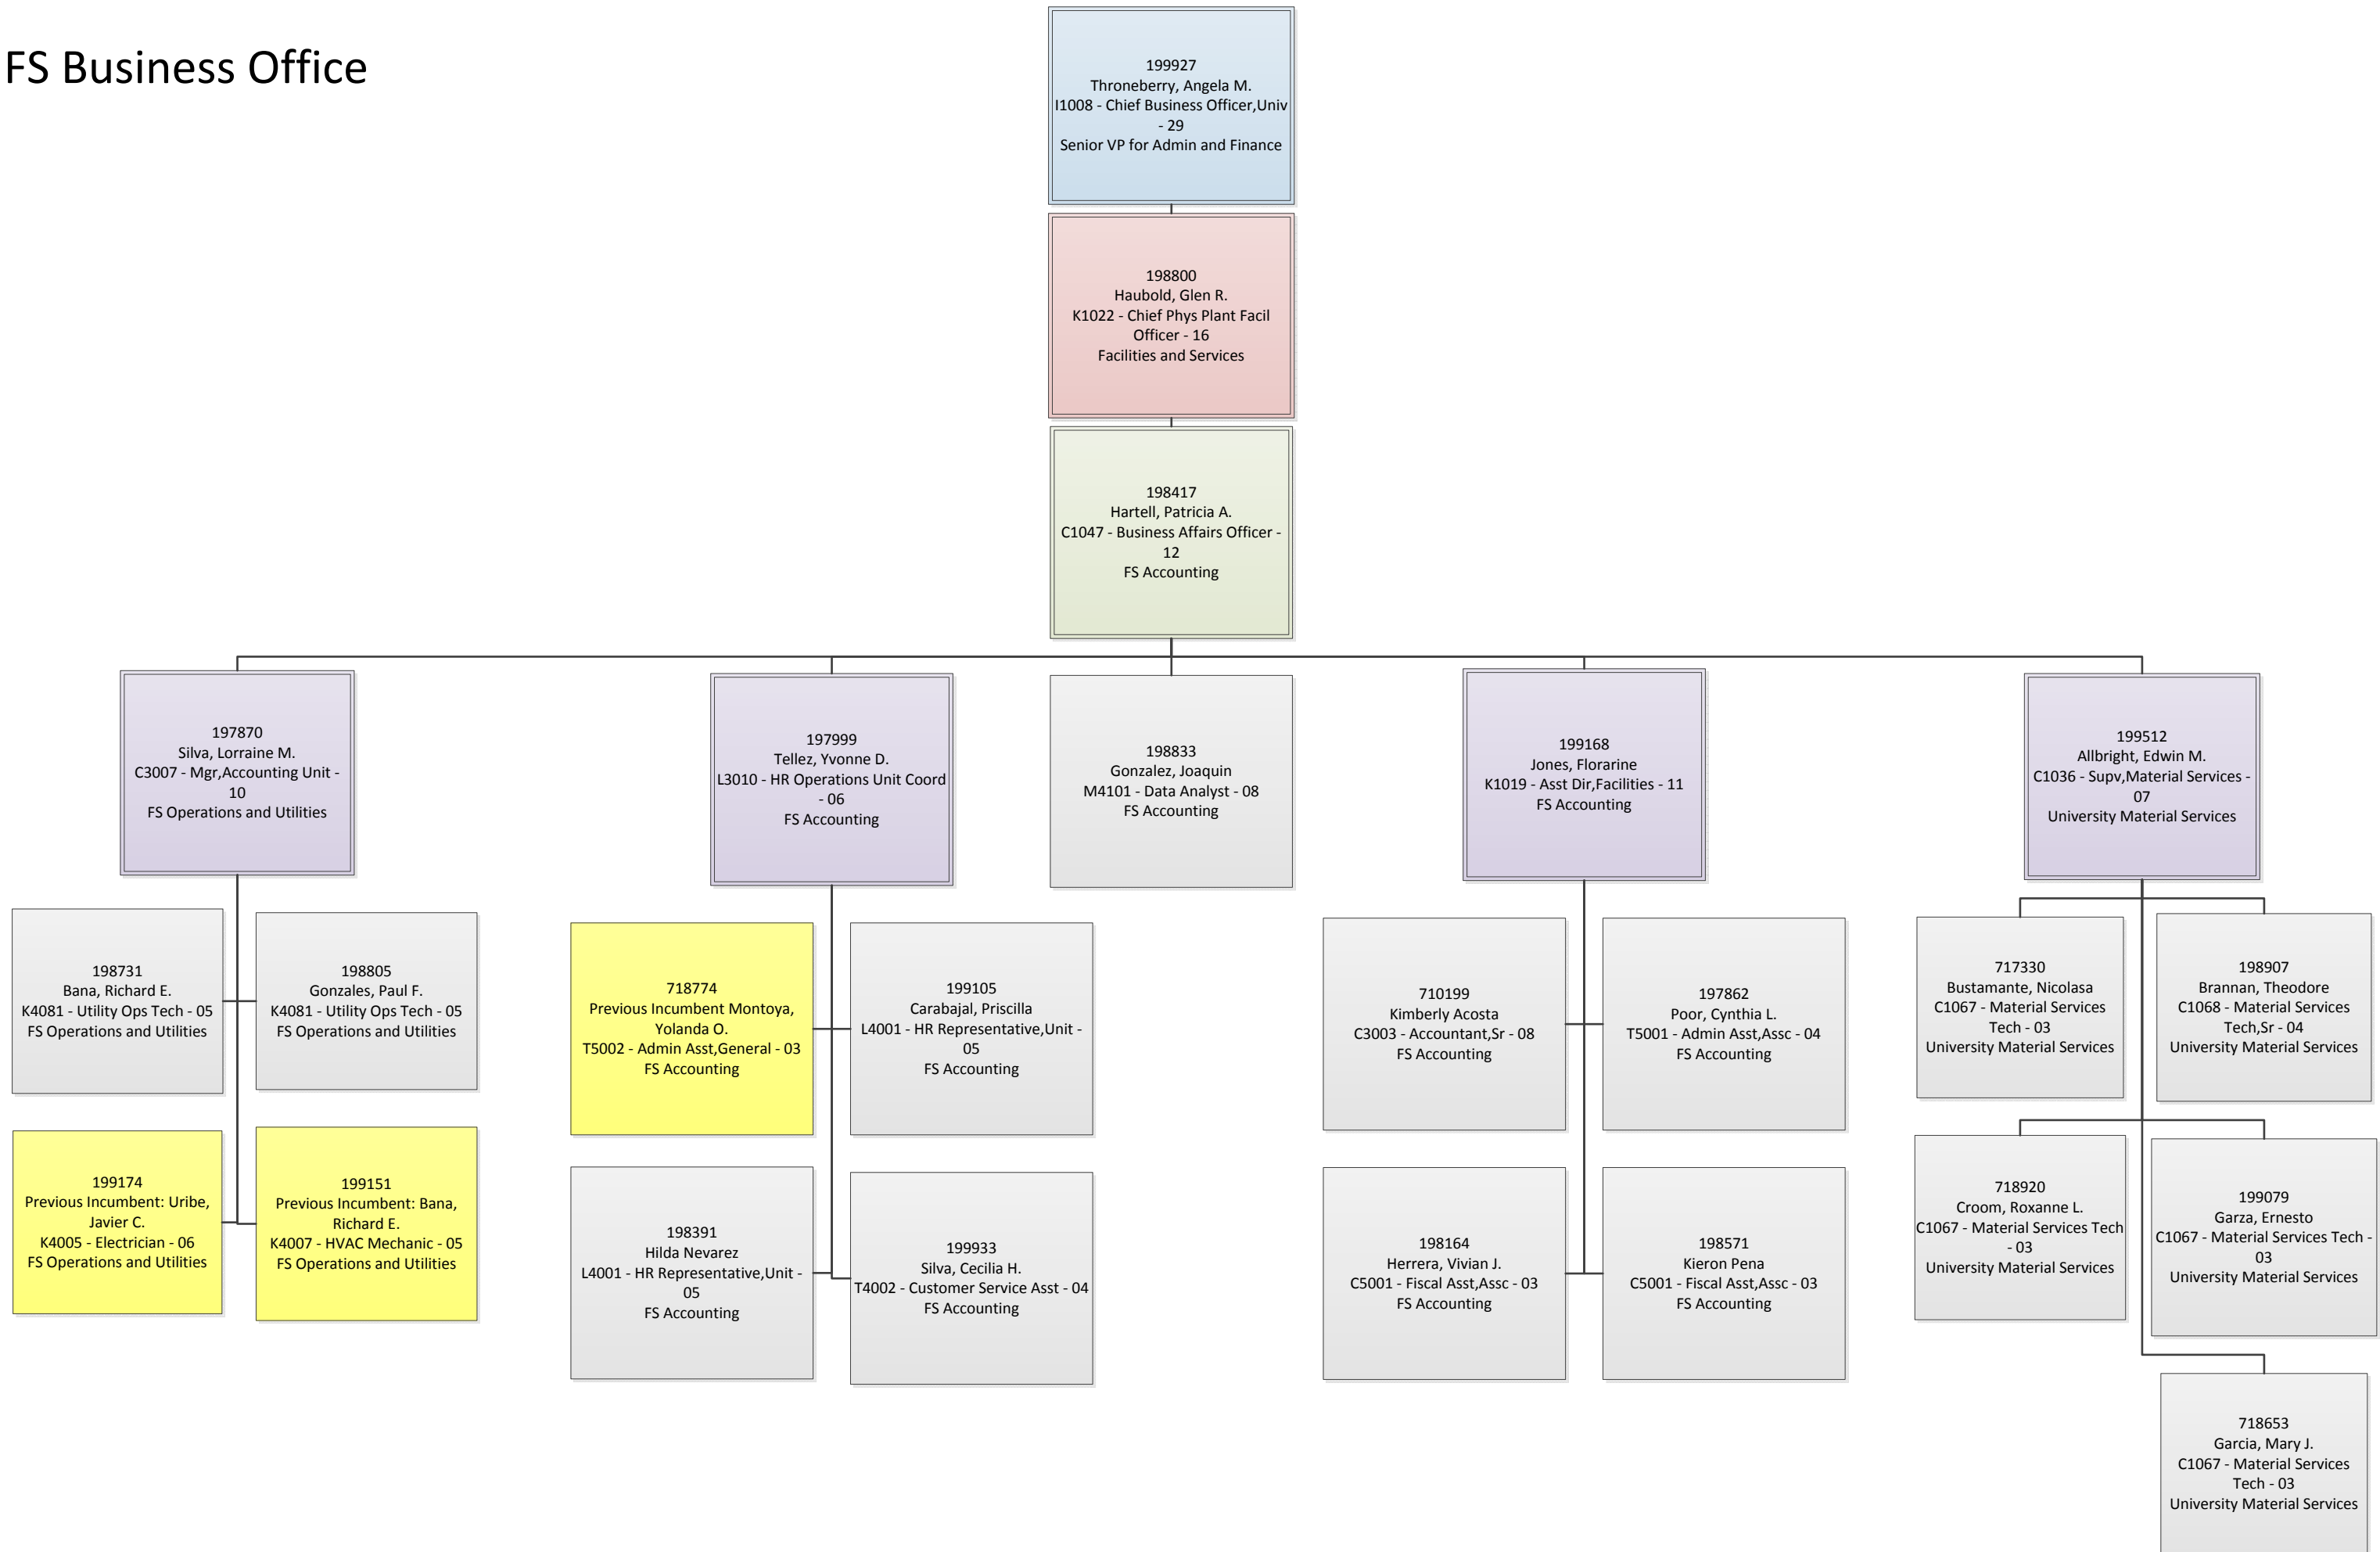 FS Business Office
199927
Throneberry, Angela M.
I1008 - Chief Business Officer,Univ
- 29
Senior VP for Admin and Finance
198800
Haubold, Glen R.
K1022 - Chief Phys Plant Facil
Officer - 16
Facilities and Services
198417
Hartell, Patricia A.
C1047 - Business Affairs Officer -
12
FS Accounting
197870
Silva, Lorraine M.
C3007 - Mgr,Accounting Unit -
10
FS Operations and Utilities
197999
Tellez, Yvonne D.
L3010 - HR Operations Unit Coord
- 06
FS Accounting
198833
Gonzalez, Joaquin
M4101 - Data Analyst - 08
FS Accounting
199168
Jones, Florarine
K1019 - Asst Dir,Facilities - 11
FS Accounting
199512
Allbright, Edwin M.
C1036 - Supv,Material Services -
07
University Material Services
198731
Bana, Richard E.
K4081 - Utility Ops Tech - 05
FS Operations and Utilities
198805
Gonzales, Paul F.
K4081 - Utility Ops Tech - 05
FS Operations and Utilities
718774
Previous Incumbent Montoya,
Yolanda O.
T5002 - Admin Asst,General - 03
FS Accounting
199105
Carabajal, Priscilla
L4001 - HR Representative,Unit -
05
FS Accounting
710199
Kimberly Acosta
C3003 - Accountant,Sr - 08
FS Accounting
197862
Poor, Cynthia L.
T5001 - Admin Asst,Assc - 04
FS Accounting
717330
Bustamante, Nicolasa
C1067 - Material Services
Tech - 03
University Material Services
198907
Brannan, Theodore
C1068 - Material Services
Tech,Sr - 04
University Material Services
199174
Previous Incumbent: Uribe,
Javier C.
K4005 - Electrician - 06
FS Operations and Utilities
199151
Previous Incumbent: Bana,
Richard E.
K4007 - HVAC Mechanic - 05
FS Operations and Utilities
198391
Hilda Nevarez
L4001 - HR Representative,Unit -
05
FS Accounting
199933
Silva, Cecilia H.
T4002 - Customer Service Asst - 04
FS Accounting
198164
Herrera, Vivian J.
C5001 - Fiscal Asst,Assc - 03
FS Accounting
198571
Kieron Pena
C5001 - Fiscal Asst,Assc - 03
FS Accounting
718920
Croom, Roxanne L.
C1067 - Material Services Tech
- 03
University Material Services
199079
Garza, Ernesto
C1067 - Material Services Tech -
03
University Material Services
718653
Garcia, Mary J.
C1067 - Material Services
Tech - 03
University Material Services